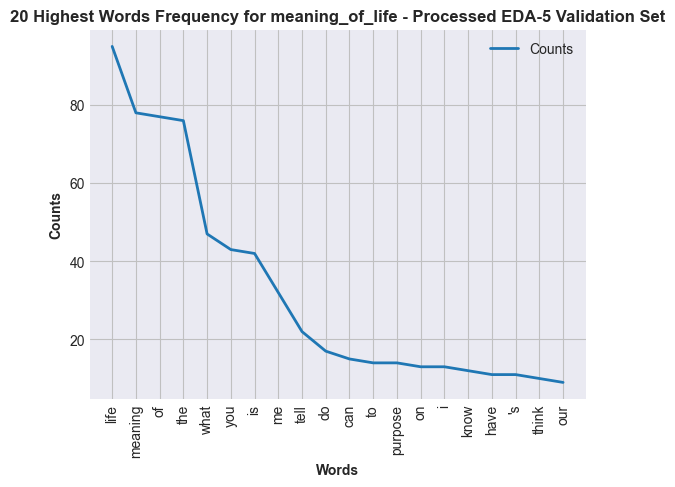 20 Highest Words Frequency for meaning_of_life - Processed EDA-5 Validation Set
Counts
80
60
40
20
Counts
life
meaning
of
the
what
you
is
me
tell
do
can
to
purpose
on
i
know
have
's
think
our
Words